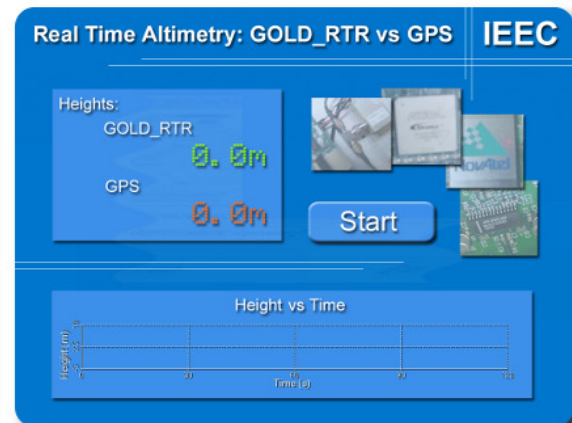 Real Time Altimetry: GOLD_RTR vs GPS
IEEC
Heights:
GOLD_RTR
0.0m
GPS
0.0m
NovAtel
Start
Height vs Time
Height (m)
0
30
60
90
120
Time (s)